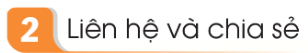 2 Liên hệ và chia sẻ